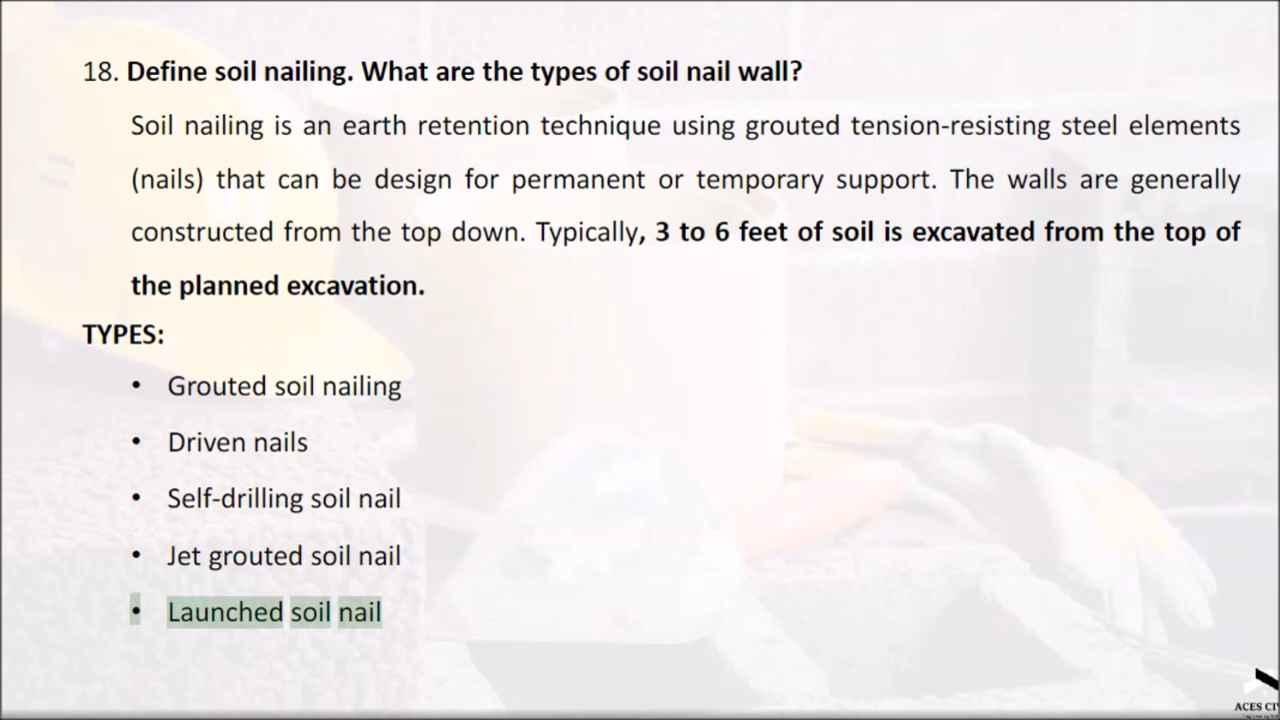 18. Define soil nailing. What are the types of soil nail wall?
Soil nailing is an earth retention technique using grouted tension-resisting steel elements
(nails) that can be design for permanent or temporary support. The walls are generally
constructed from the top down. Typically, 3 to 6 feet of soil is excavated from the top of
the planned excavation.
TYPES:
• Grouted soil nailing
• Driven nails
• Self-drilling soil nail
• Jet grouted soil nail
• Launched soil nail
ACES CI